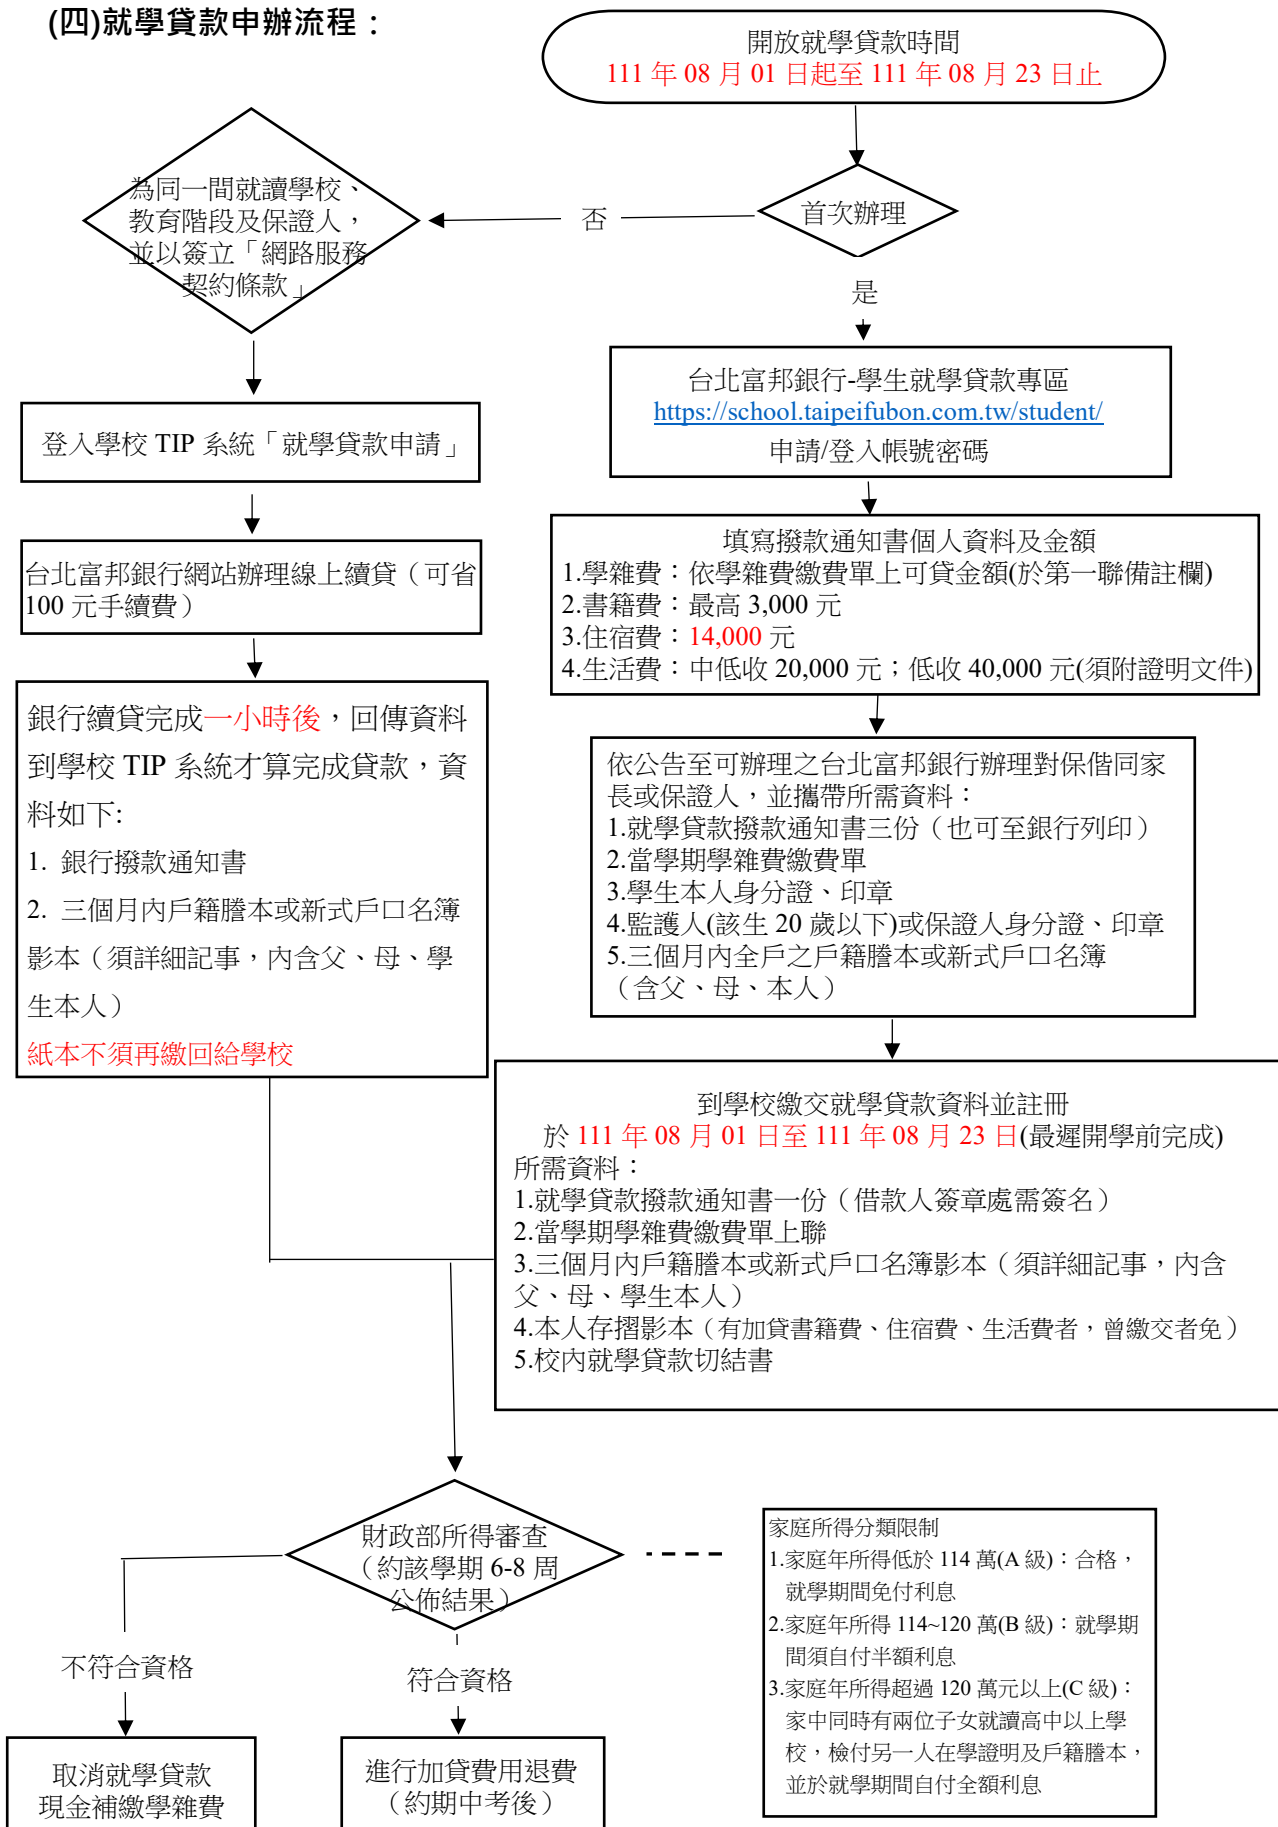 (四)就學貸款申辦流程：
開放就學貸款時間
111 年 08 月 01 日起至 111 年 08 月 23 日止
首次辦理
否
為同一間就讀學校、
教育階段及保證人，
並以簽立「網路服務
契約條款」
是
登入學校 TIP 系統「就學貸款申請」
台北富邦銀行網站辦理線上續貸（可省
100 元手續費）
銀行續貸完成一小時後，回傳資料
到學校 TIP 系統才算完成貸款，資
料如下:
1. 銀行撥款通知書
2. 三個月內戶籍謄本或新式戶口名簿
影本（須詳細記事，內含父、母、學
生本人）
紙本不須再繳回給學校
台北富邦銀行-學生就學貸款專區
https://school.taipeifubon.com.tw/student/
申請/登入帳號密碼
填寫撥款通知書個人資料及金額
1.學雜費：依學雜費繳費單上可貸金額(於第一聯備註欄)
2.書籍費：最高 3,000 元
3.住宿費：14,000 元
4.生活費：中低收 20,000 元；低收 40,000 元(須附證明文件)
依公告至可辦理之台北富邦銀行辦理對保偕同家
長或保證人，並攜帶所需資料：
1.就學貸款撥款通知書三份（也可至銀行列印）
2.當學期學雜費繳費單
3.學生本人身分證、印章
4.監護人(該生 20 歲以下)或保證人身分證、印章
5.三個月內全戶之戶籍謄本或新式戶口名簿
（含父、母、本人）
到學校繳交就學貸款資料並註冊
於 111 年 08 月 01 日至 111 年 08 月 23 日(最遲開學前完成)
所需資料：
1.就學貸款撥款通知書一份（借款人簽章處需簽名）
2.當學期學雜費繳費單上聯
3.三個月內戶籍謄本或新式戶口名簿影本（須詳細記事，內含
父、母、學生本人）
4.本人存摺影本（有加貸書籍費、住宿費、生活費者，曾繳交者免）
5.校內就學貸款切結書
財政部所得審查
（約該學期 6-8 周
公佈結果）
家庭所得分類限制
1.家庭年所得低於 114 萬(A 級)：合格，
就學期間免付利息
2.家庭年所得 114~120 萬(B 級)：就學期
間須自付半額利息
3.家庭年所得超過 120 萬元以上(C 級)：
家中同時有兩位子女就讀高中以上學
校，檢付另一人在學證明及戶籍謄本，
並於就學期間自付全額利息
不符合資格
符合資格
取消就學貸款
現金補繳學雜費
進行加貸費用退費
（約期中考後）